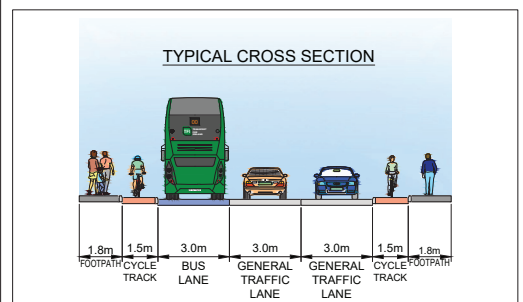 TYPICAL CROSS SECTION
1.8m 1.5m 3.0m 3.0m 3.0m 1.5m 1.8m
FOOTPATH CYCLE BUS GENERAL GENERAL CYCLE FOOTPATH
TRACK LANE TRAFFIC TRAFFIC TRACK
LANE LANE